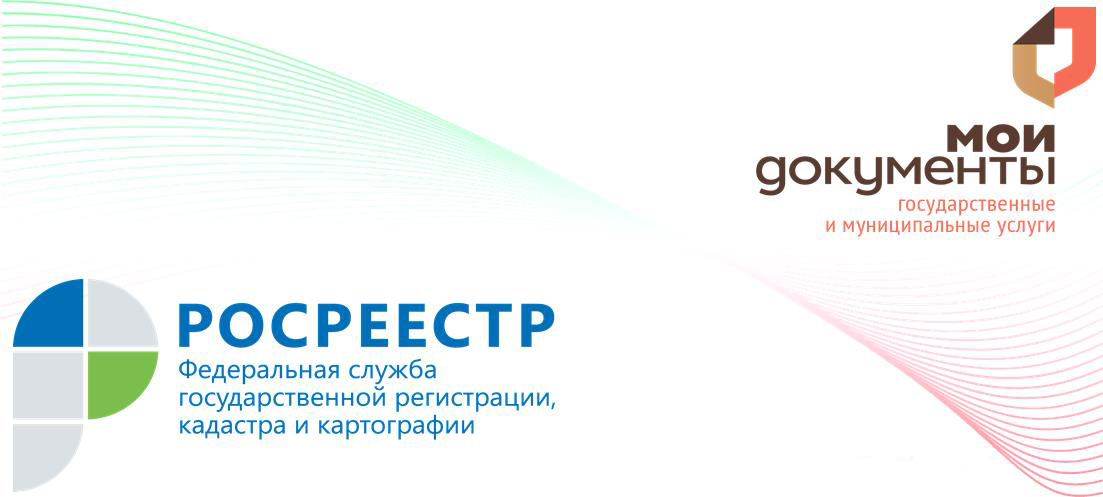 мои
документы
государственные
и муниципальные услуги
РОСРЕЕСТР
Федеральная служба
государственной регистрации,
кадастра и картографии